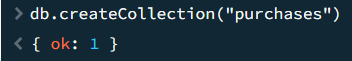 > db.createCollection("purchases")
< { ok: 1 }